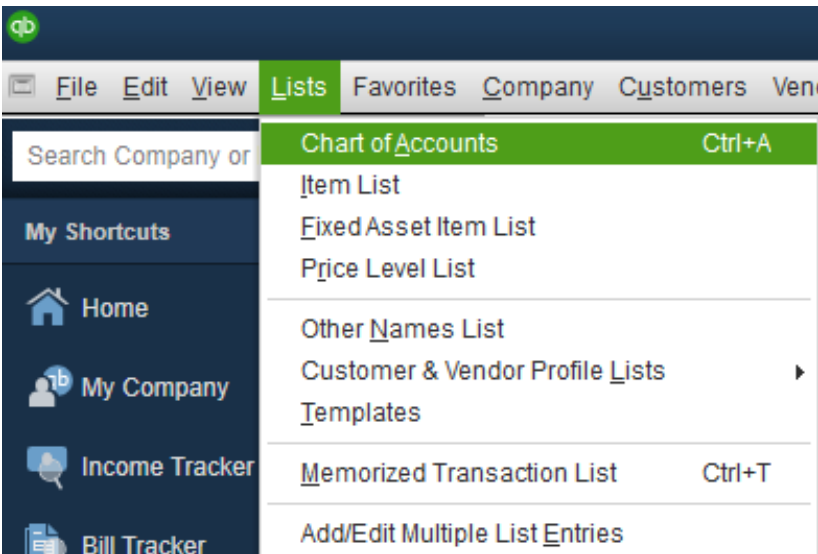 qb
File Edit View Lists Favorites Company Customers Ven
Search Company or
Chart of Accounts Ctrl+A
Item List
Fixed Asset Item List
Price Level List
Other Names List
Customer & Vendor Profile Lists
Templates
Memorized Transaction List Ctrl+T
Add/Edit Multiple List Entries
My Shortcuts
Home
My Company
Income Tracker
Bill Tracker